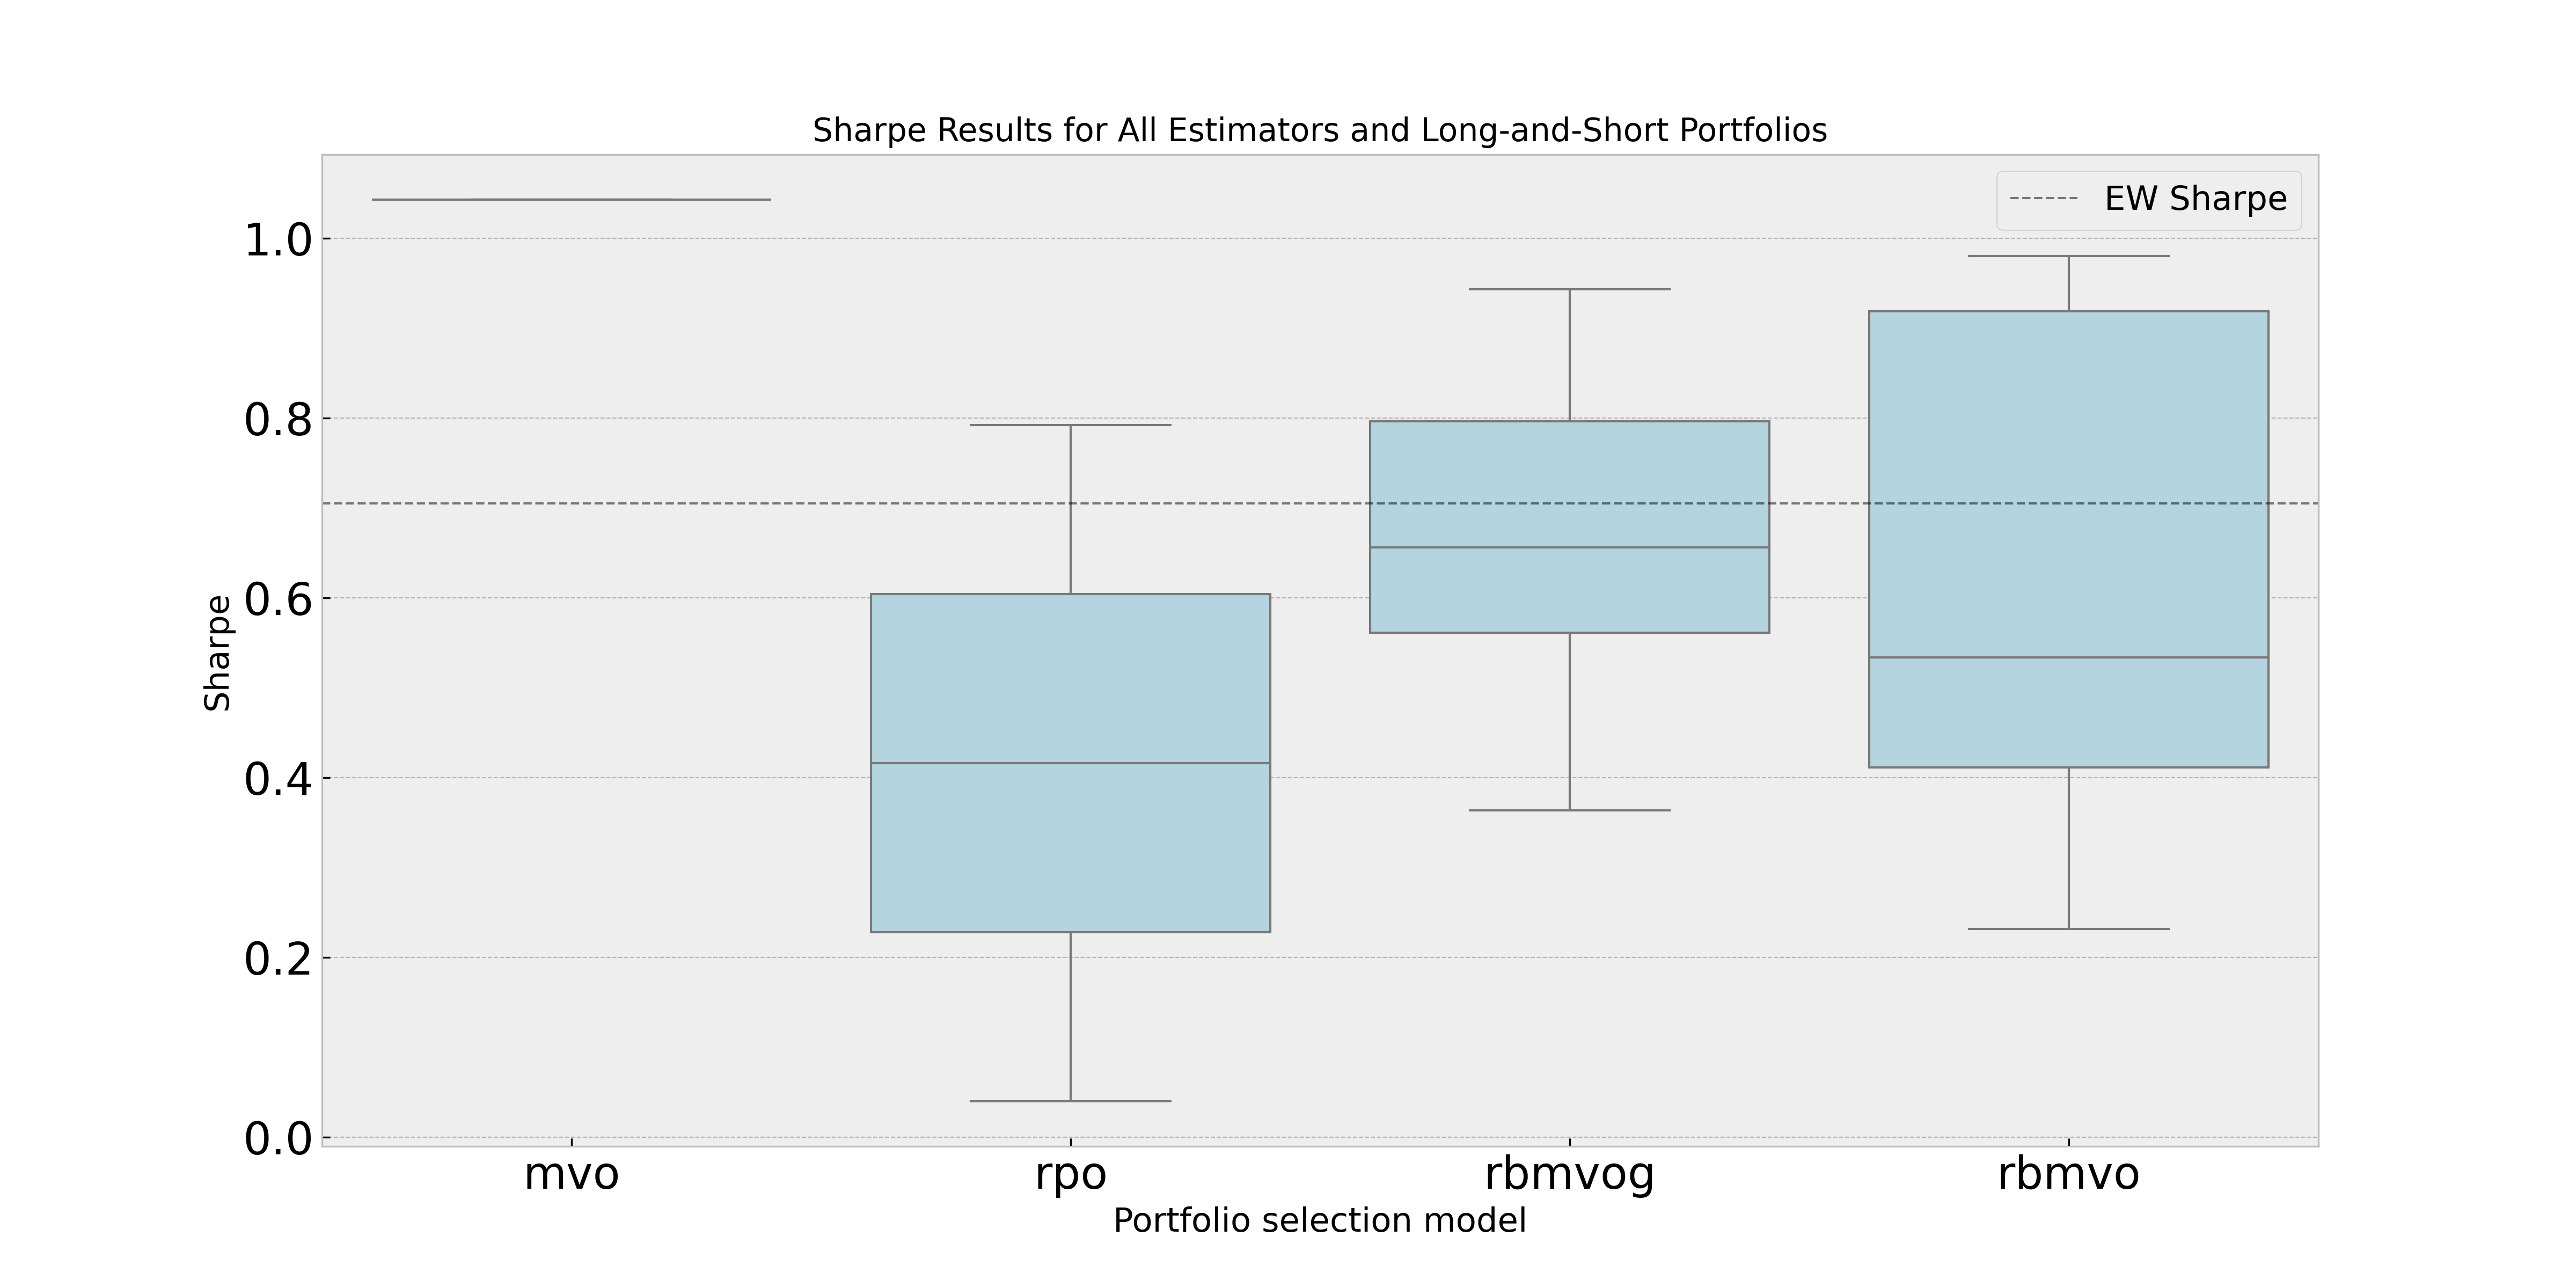 Sharpe Results for All Estimators and Long-and-Short Portfolios
EW Sharpe
1.0
0.8
0.6
0.4
0.2
0.0
Sharpe
mvo rpo rbmvog rbmvo
Portfolio selection model